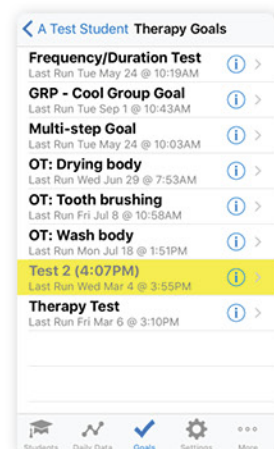 A Test Student Therapy Goals
Frequency/Duration Test
Last Run Tue May 24 @ 10:19AM
GRP - Cool Group Goal
Last Run Tue Sep 1 @ 10:43AM
Multi-step Goal
Last Run Tue May 24 @ 10:03AM
OT: Drying body
Last Run Wed Jun 29 @ 7:53AM
OT: Tooth brushing
Last Run Fri Jul 8 @ 10:58AM
OT: Wash body
Last Run Mon Jul 18 @ 1:51PM
Test 2 (4:07PM)
Last Run Wed Mar 4 @ 3:55PM
Therapy Test
Last Run Fri Mar 6 @ 3:10PM
Students Daily Data Goals Settings More